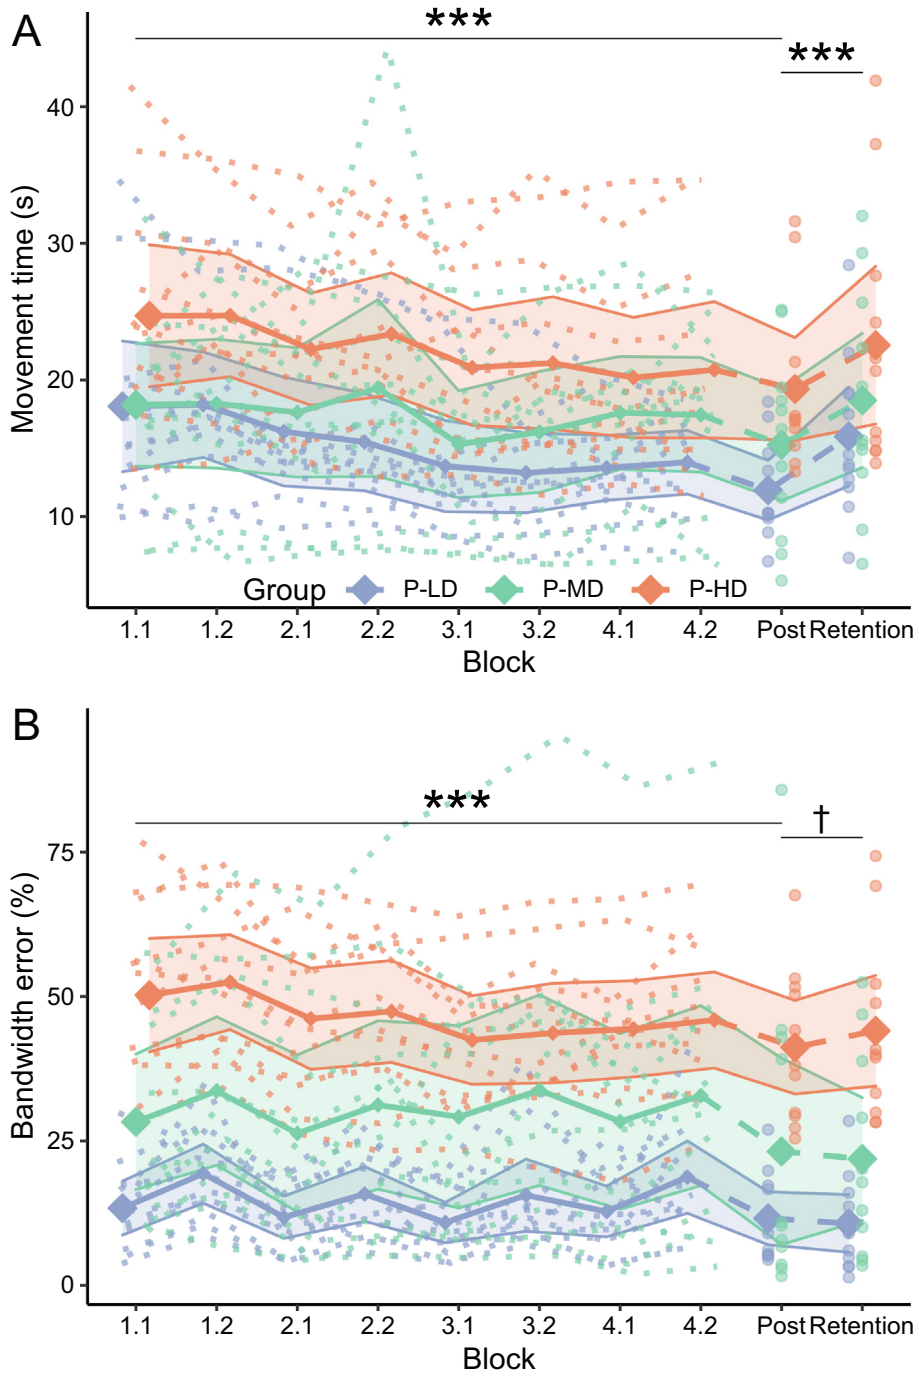 A
***
***
Movement time (s)
40
30
20
10
Group P-LD P-MD P-HD
1.1 1.2 2.1 2.2 3.1 3.2 4.1 4.2 Post Retention
Block
B
***
†
Bandwidth error (%)
75
50
25
0
1.1 1.2 2.1 2.2 3.1 3.2 4.1 4.2 Post Retention
Block